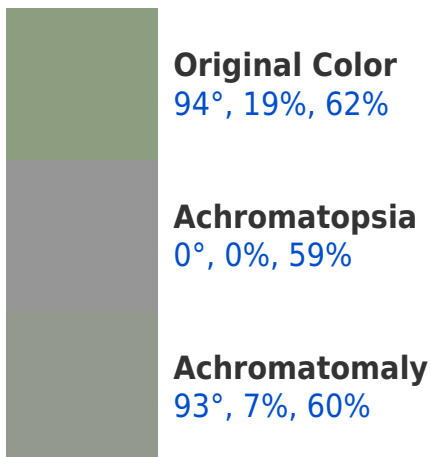 Original Color
94°, 19%, 62%
Achromatopsia
0°, 0%, 59%
Achromatomaly
93°, 7%, 60%